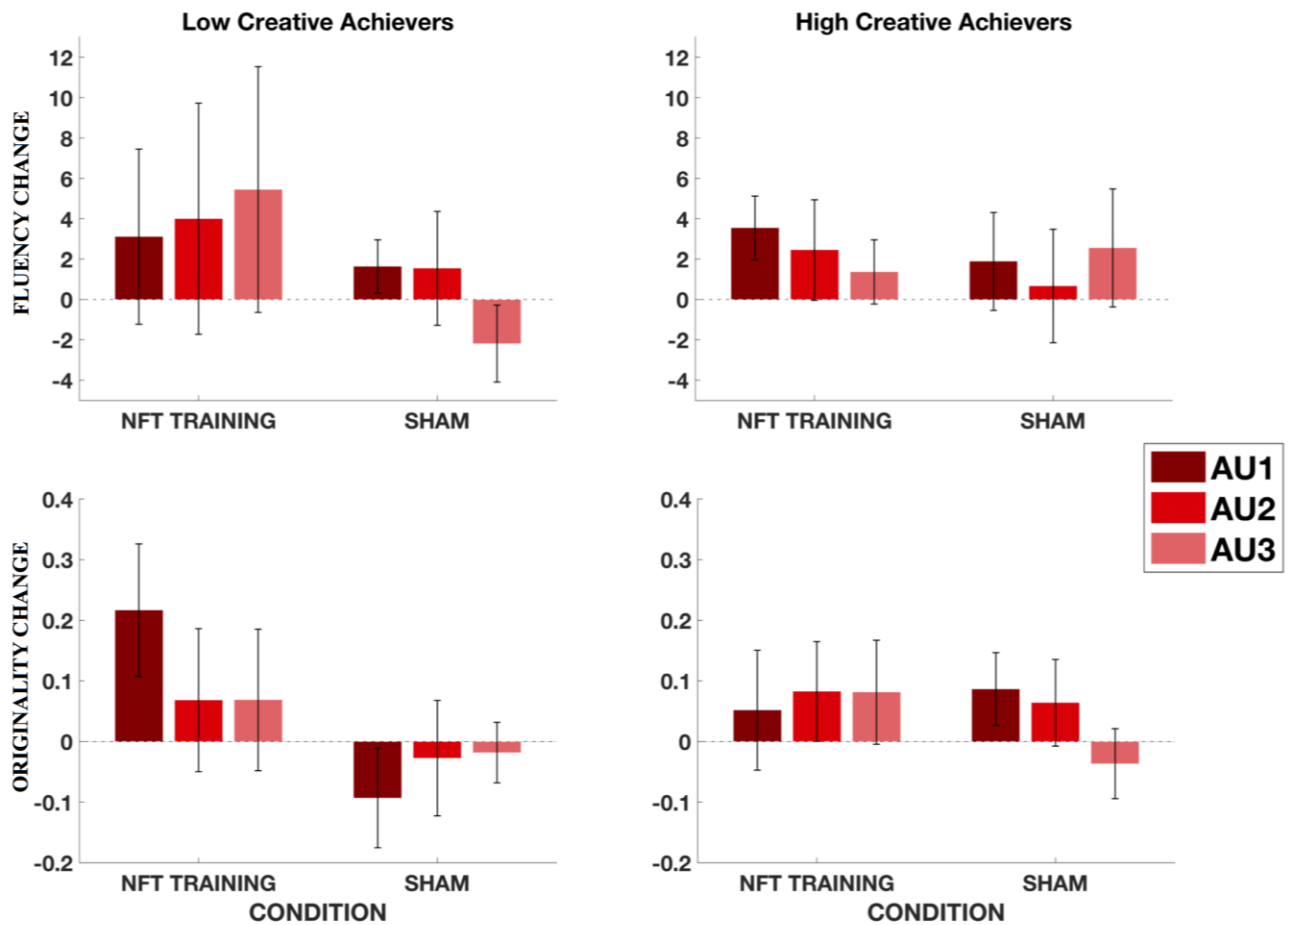 Low Creative Achievers
High Creative Achievers
FLUENCY CHANGE
12
10
8
6
4
2
0
-2
-4
NFT TRAINING
SHAM
12
10
8
6
4
2
0
-2
-4
NFT TRAINING
SHAM
AU1
AU2
AU3
ORIGINALITY CHANGE
0.4
0.3
0.2
0.1
0
-0.1
-0.2
NFT TRAINING
SHAM
CONDITION
0.4
0.3
0.2
0.1
0
-0.1
-0.2
NFT TRAINING
SHAM
CONDITION